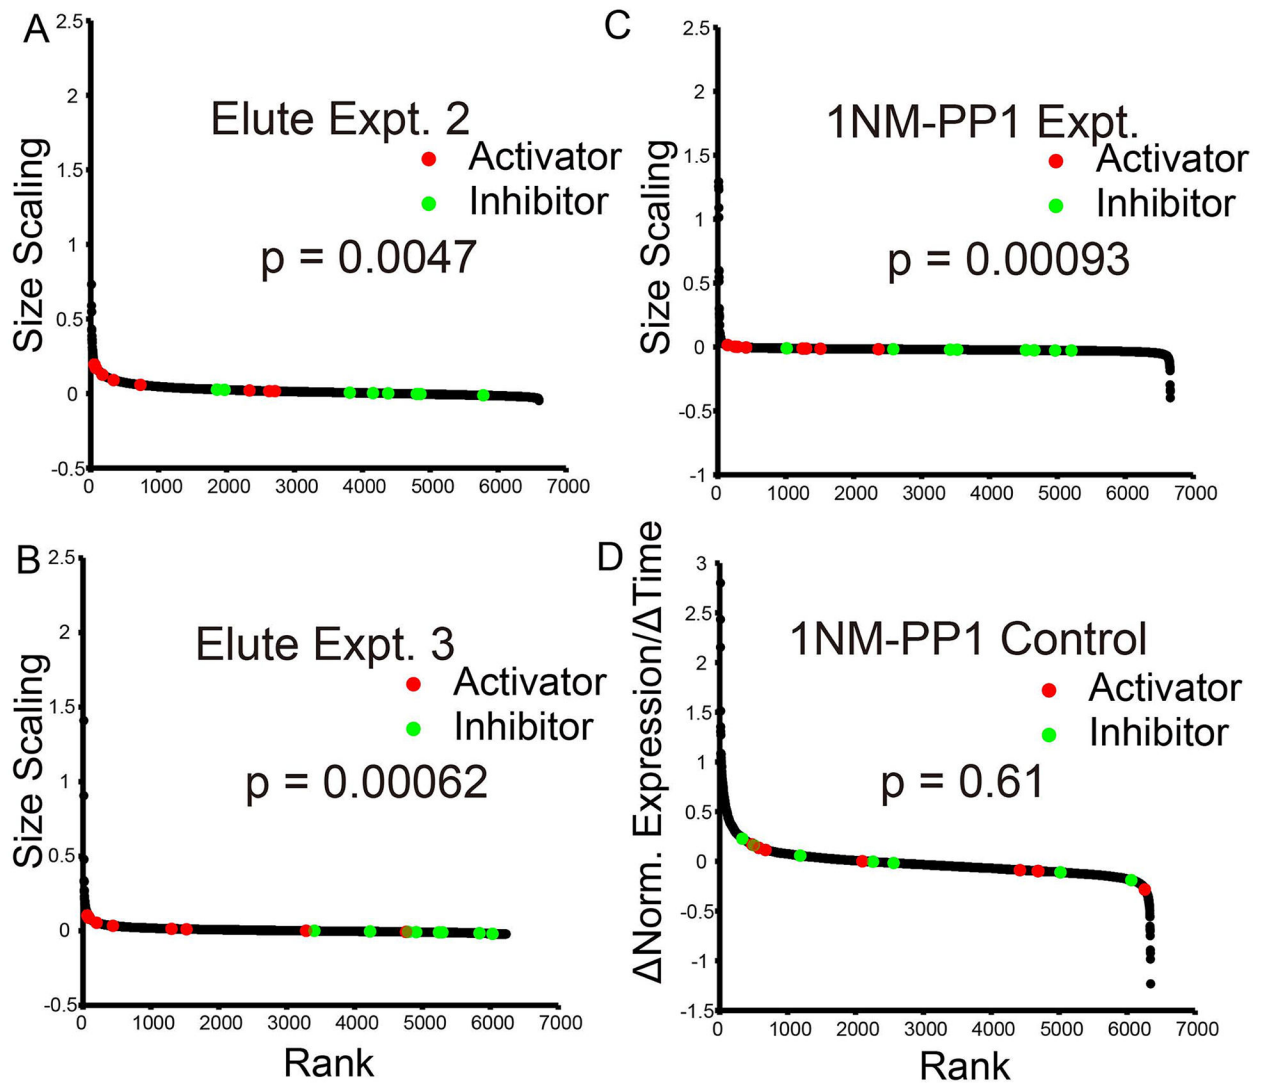 A
2.5
2
1.5
1
0.5
0
-0.5
Size Scaling
Elute Expt. 2
Activator
Inhibitor
p = 0.0047
0 1000 2000 3000 4000 5000 6000 7000
C
2.5
2
1.5
1
0.5
0
-0.5
-1
Size Scaling
1NM-PP1 Expt.
Activator
Inhibitor
p = 0.00093
0 1000 2000 3000 4000 5000 6000 7000
B
2.5
2
1.5
1
0.5
0
-0.5
Size Scaling
Elute Expt. 3
Activator
Inhibitor
p = 0.00062
0 1000 2000 3000 4000 5000 6000 7000
Rank
D
3
2.5
2
1.5
1
0.5
0
-0.5
-1
-1.5
ΔNorm. Expression/ΔTime
1NM-PP1 Control
Activator
Inhibitor
p = 0.61
0 1000 2000 3000 4000 5000 6000 7000
Rank